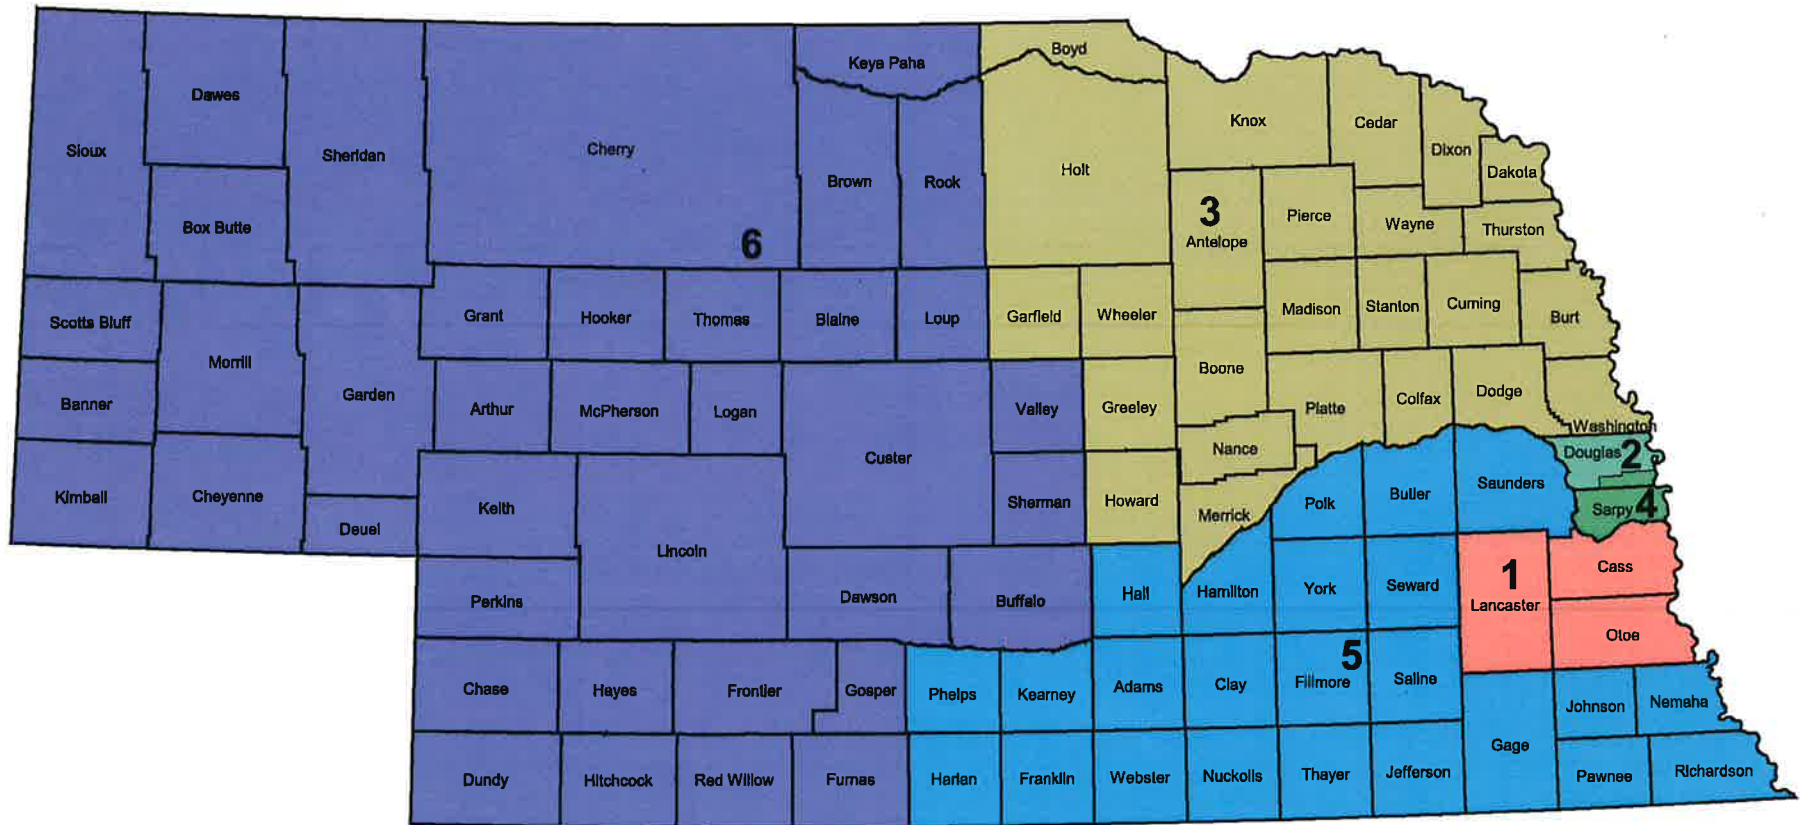 Boyd
Keya Paha
Dawes
Knox
Cedar
Sioux
Sheridan
Cherry
Dixon
Holt
Dakota
Brown
Rock
3
Pierce
Box Butte
Wayne
Thurston
6
Antelope
Scotts Bluff
Grant
Hooker
Thomas
Blaine
Loup
Garfield
Wheeler
Madison
Stanton
Cuming
Burt
Morrill
Boone
Banner
Garden
Arthur
McPherson
Logan
Valley
Greeley
Platte
Colfax
Dodge
Washington
Nance
Douglas 2
Custer
Kimball
Cheyenne
Keith
Sherman
Howard
Merrick
Polk
Butler
Saunders
Sarpy 4
Deuel
Lincoln
Cass
Perkins
Dawson
Buffalo
Hall
Hamilton
York
Seward
1
Lancaster
Otoe
5
Chase
Hayes
Frontier
Gosper
Phelps
Kearney
Adams
Clay
Fillmore
Saline
Johnson
Nemaha
Gage
Dundy
Hitchcock
Red Willow
Furnas
Harlan
Franklin
Webster
Nuckolls
Thayer
Jefferson
Pawnee
Richardson